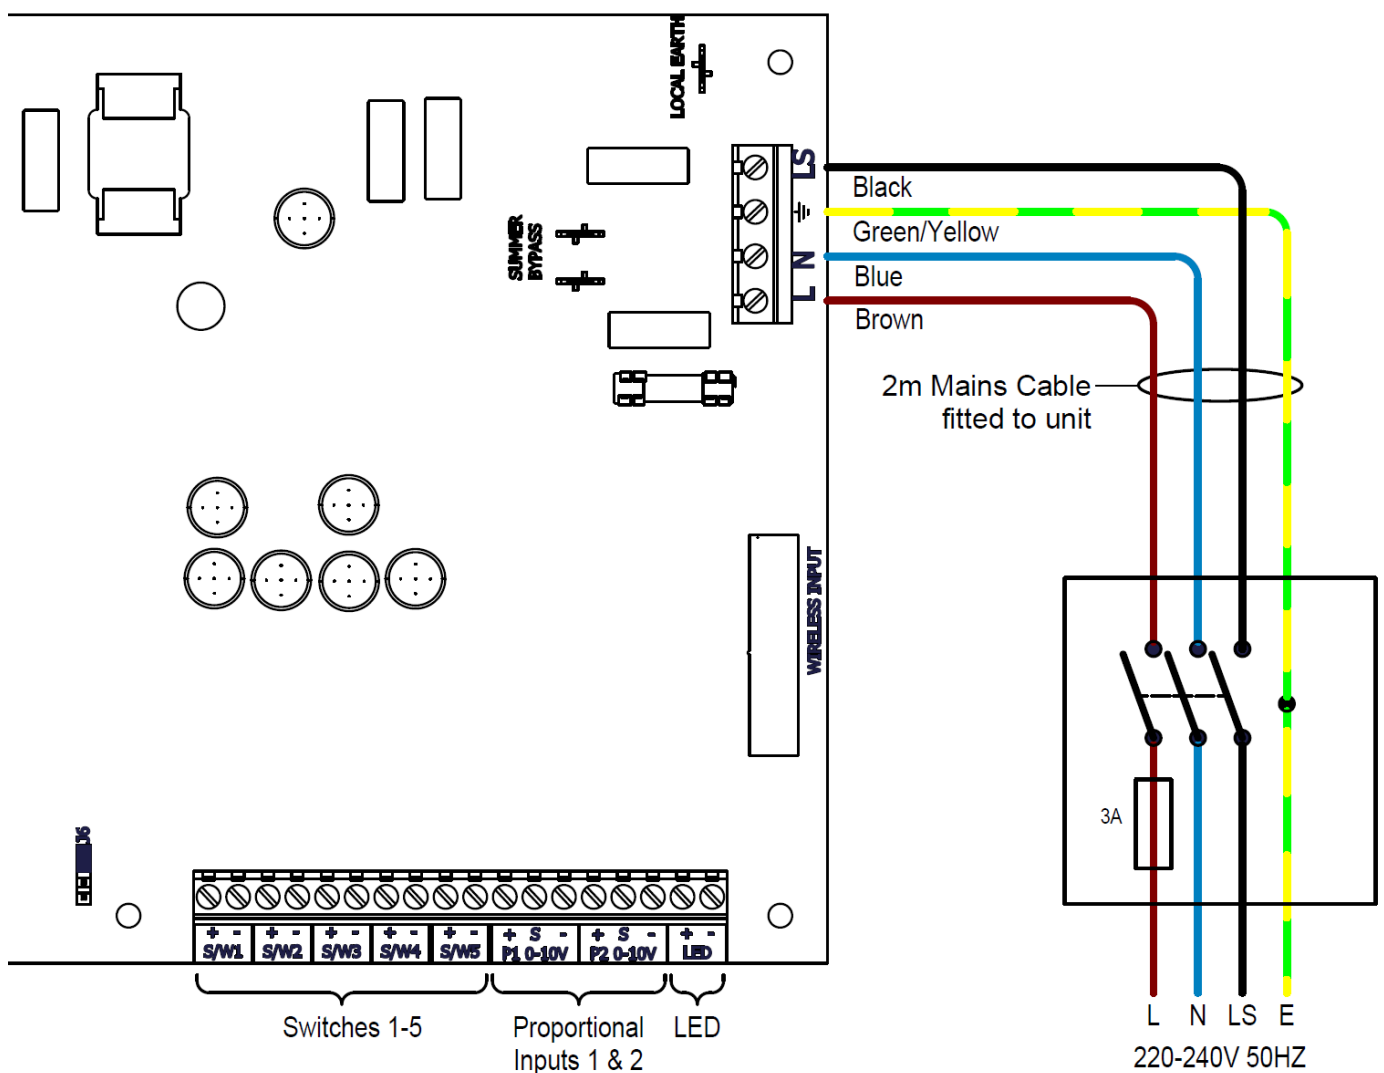 LOCAL EARTH
LS
Black
Green/Yellow
SUMMER
BYPASS
N
Blue
L
Brown
2m Mains Cable
fitted to unit
WIRELESS INPUT
3A
J6
+ - + - + - + - + - + S - + S - + -
S/W1 S/W2 S/W3 S/W4 S/W5 P1 0-10V P2 0-10V LED
Switches 1-5
Proportional
Inputs 1 & 2
LED
L N LS E
220-240V 50HZ